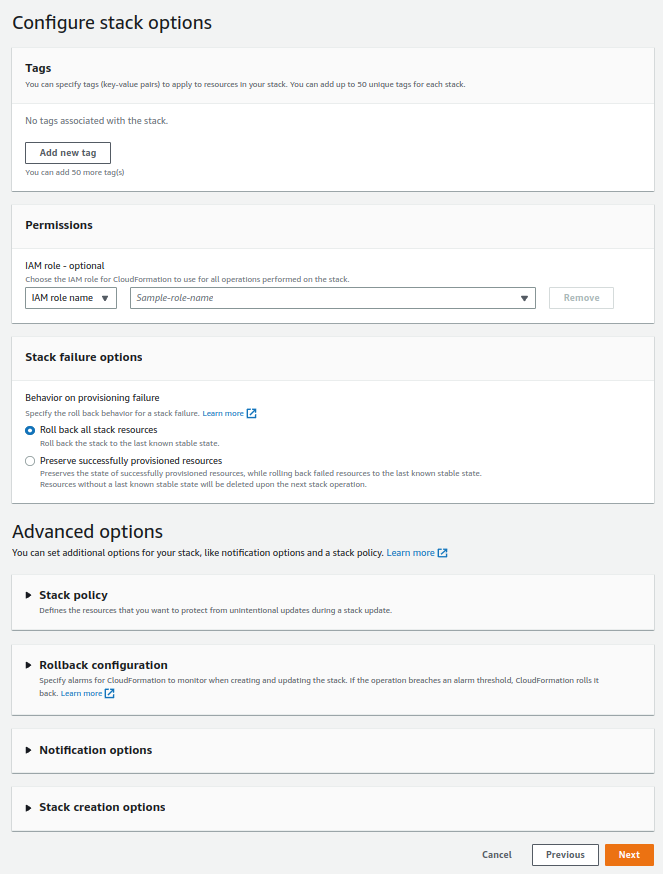 Configure stack options
Tags
You can specify tags (key-value pairs) to apply to resources in your stack. You can add up to 50 unique tags for each stack.
No tags associated with the stack.
Add new tag
You can add 50 more tag(s)
Permissions
IAM role - optional
Choose the IAM role for CloudFormation to use for all operations performed on the stack.
IAM role name Sample-role-name Remove
Stack failure options
Behavior on provisioning failure
Specify the roll back behavior for a stack failure. Learn more
Roll back all stack resources
Roll back the stack to the last known stable state.
Preserve successfully provisioned resources
Preserves the state of successfully provisioned resources, while rolling back failed resources to the last known stable state.
Resources without a last known stable state will be deleted upon the next stack operation.
Advanced options
You can set additional options for your stack, like notification options and a stack policy. Learn more
Stack policy
Defines the resources that you want to protect from unintentional updates during a stack update.
Rollback configuration
Specify alarms for CloudFormation to monitor when creating and updating the stack. If the operation breaches an alarm threshold, CloudFormation rolls it
back. Learn more
Notification options
Stack creation options
Cancel Previous Next